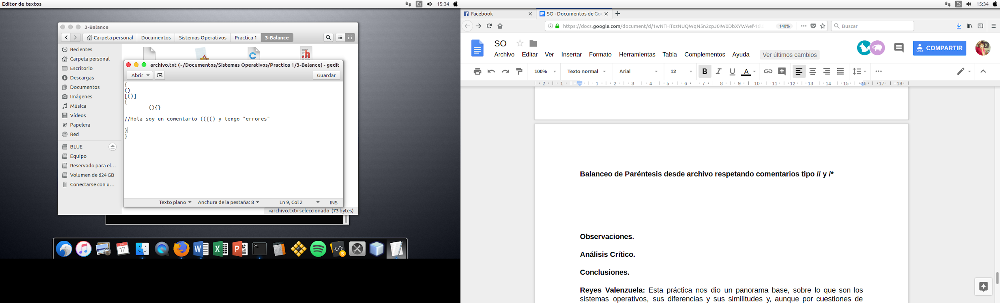 Editor de textos
Es
15:34
3-Balance
Carpeta personal
Documentos
Sistemas Operativos
Practica 1
3-Balance
Recientes
Carpeta personal
Escritorio
Descargas
Documentos
Imágenes
Música
Vídeos
Papelera
Red
BLUE
Equipo
Reservado para el...
Volumen de 624 GB
Conectarse con u...
archivo.txt (~/Documentos/Sistemas Operativos/Practica 1/3-Balance) - gedit
Abrir
Guardar
{
()
[()]
{
(){}
//Hola soy un comentario (({() y tengo "errores"
}
}
Texto plano
Anchura de la pestaña: 8
Ln 9, Col 2
INS
«archivo.txt» seleccionado (73 bytes)
JUL
17
Es
15:34
Facebook
SO - Documentos de Goo
https://docs.google.com/document/d/1wNTHTxzNUQWqN5n2cpJ0IW0DbXYWAef-16
140%
Buscar
SO
Archivo Editar Ver Insertar Formato Herramientas Tabla Complementos Ayuda
Ver últimos cambios
COMPARTIR
100%
Texto normal
Arial
12
B I U A
2 1 1 2 3 4 5 6 7 8 9 10 11 12 13 14 15 16 17 18
Balanceo de Paréntesis desde archivo respetando comentarios tipo // y /*
Observaciones.
Análisis Crítico.
Conclusiones.
Reyes Valenzuela: Esta práctica nos dio un panorama base, sobre lo que son los
sistemas operativos, sus diferencias y sus similitudes y, aunque por cuestiones de